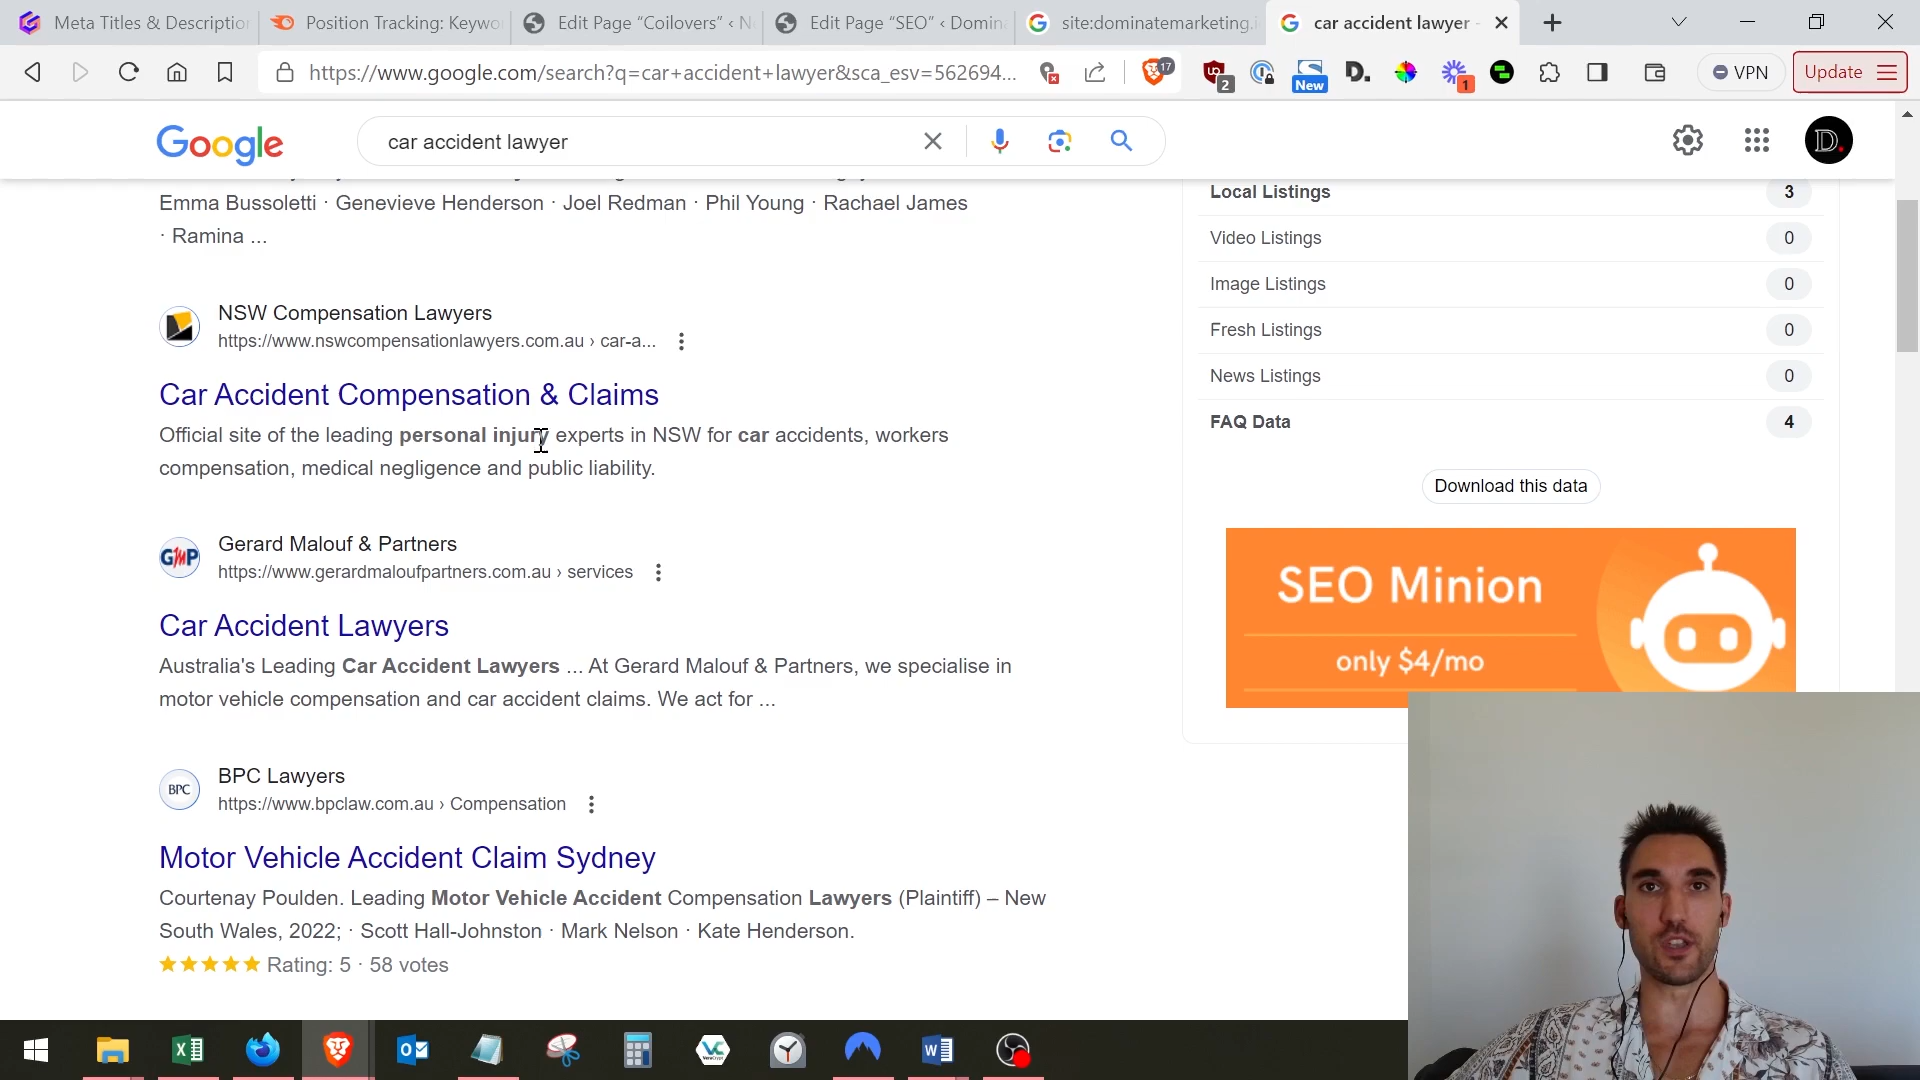 Meta Titles & Description
Position Tracking: Keywo
Edit Page “Coilovers” < N
Edit Page “SEO” < Domin
site:dominatemarketing.i
car accident lawyer -
https://www.google.com/search?q=car+accident+lawyer&sca_esv=562694...
17
2
New
D.
1
VPN
Update
Google
car accident lawyer
D.
Emma Bussoletti · Genevieve Henderson · Joel Redman · Phil Young · Rachael James
· Ramina ...
NSW Compensation Lawyers
https://www.nswcompensationlawyers.com.au › car-a...
Car Accident Compensation & Claims
Official site of the leading personal injury experts in NSW for car accidents, workers
compensation, medical negligence and public liability.
GMP
Gerard Malouf & Partners
https://www.gerardmaloufpartners.com.au › services
Car Accident Lawyers
Australia's Leading Car Accident Lawyers ... At Gerard Malouf & Partners, we specialise in
motor vehicle compensation and car accident claims. We act for ...
BPC
BPC Lawyers
https://www.bpclaw.com.au › Compensation
Motor Vehicle Accident Claim Sydney
Courtenay Poulden. Leading Motor Vehicle Accident Compensation Lawyers (Plaintiff) – New
South Wales, 2022; · Scott Hall-Johnston · Mark Nelson · Kate Henderson.
Rating: 5 · 58 votes
Local Listings 3
Video Listings 0
Image Listings 0
Fresh Listings 0
News Listings 0
FAQ Data 4
Download this data
SEO Minion
only $4/mo